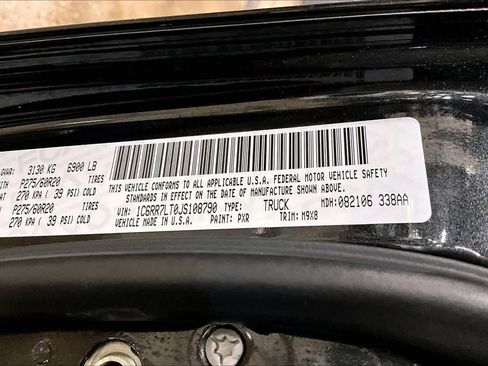 GVWR: 3130 KG 6900 LB
WITH P275/60R20 TIRES
AT 270 KPA ( 39 PSI) COLD
P275/60R20 TIRES
270 KPA ( 39 PSI) COLD
THIS VEHICLE CONFORMS TO ALL APPLICABLE U.S.A. FEDERAL MOTOR VEHICLE SAFETY
STANDARDS IN EFFECT ON THE DATE OF MANUFACTURE SHOWN ABOVE.
VIN: 1C6RR7LT0JS108790 TYPE: TRUCK MDH:082106 338AA
VEHICLE MADE IN U.S.A. PAINT: PXR TRIM: M9X8